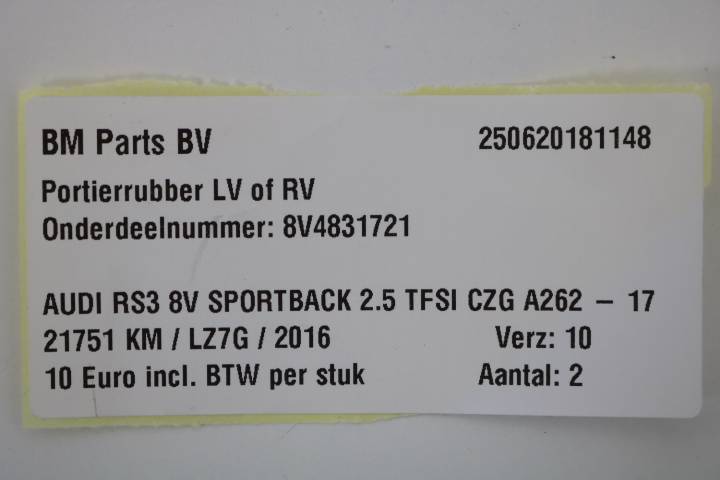 BM Parts BV 250620181148
Portierrubber LV of RV
Onderdeelnummer: 8V4831721
AUDI RS3 8V SPORTBACK 2.5 TFSI CZG A262 – 17
21751 KM / LZ7G / 2016 Verz: 10
10 Euro incl. BTW per stuk Aantal: 2